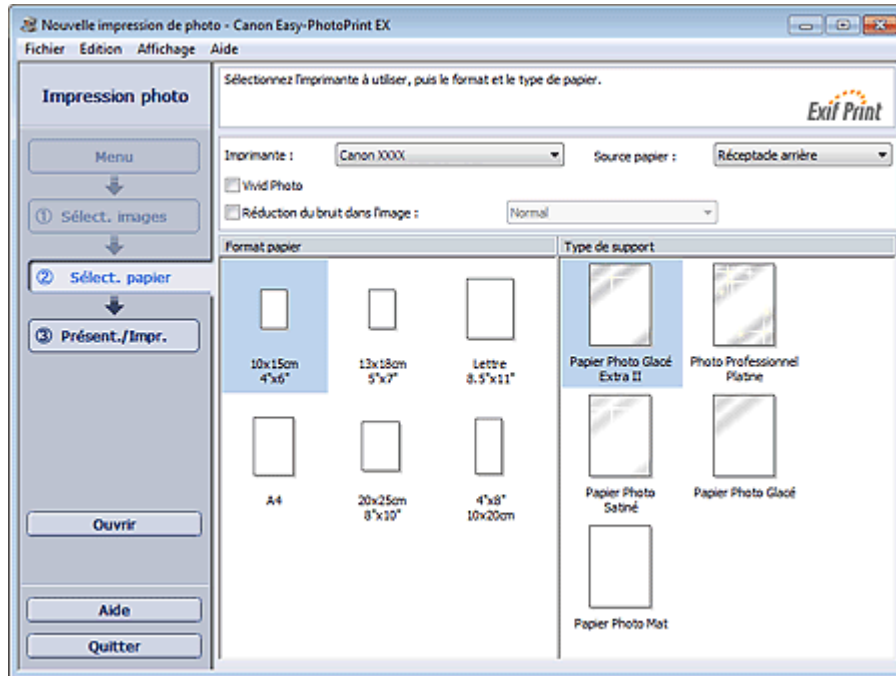 Nouvelle impression de photo - Canon Easy-PhotoPrint EX
Fichier Edition Affichage Aide
Impression photo
Menu
① Sélect. images
② Sélect. papier
③ Présent./Impr.
Ouvrir
Aide
Quitter
Sélectionnez l'imprimante à utiliser, puis le format et le type de papier.
Exif Print
Imprimante : Canon XXXX Source papier : Réceptacle arrière
Vivid Photo
Réduction du bruit dans l'image : Normal
Format papier
10x15cm
4"x6"
13x18cm
5"x7"
Lettre
8.5"x11"
A4
20x25cm
8"x10"
4"x8"
10x20cm
Type de support
Papier Photo Glacé
Extra II
Photo Professionnel
Platine
Papier Photo
Satiné
Papier Photo Glacé
Papier Photo Mat